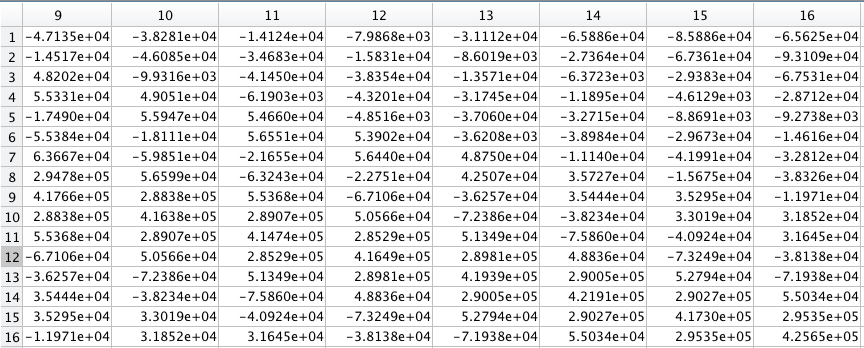 9 10 11 12 13 14 15 16
1 -4.7135e+04 -3.8281e+04 -1.4124e+04 -7.9868e+03 -3.1112e+04 -6.5886e+04 -8.5886e+04 -6.5625e+04
2 -1.4517e+04 -4.6085e+04 -3.4683e+04 -1.5831e+04 -8.6019e+03 -2.7364e+04 -6.7361e+04 -9.3109e+04
3 4.8202e+04 -9.9316e+03 -4.1450e+04 -3.8354e+04 -1.3571e+04 -6.3723e+03 -2.9383e+04 -6.7531e+04
4 5.5331e+04 4.9051e+04 -6.1903e+03 -4.3201e+04 -3.1745e+04 -1.1895e+04 -4.6129e+03 -2.8712e+04
5 -1.7490e+04 5.5947e+04 5.4660e+04 -4.8516e+03 -3.7060e+04 -3.2715e+04 -8.8691e+03 -9.2738e+03
6 -5.5384e+04 -1.8111e+04 5.6551e+04 5.3902e+04 -3.6208e+03 -3.8984e+04 -2.9673e+04 -1.4616e+04
7 6.3667e+04 -5.9851e+04 -2.1655e+04 5.6440e+04 4.8750e+04 -1.1140e+04 -4.1991e+04 -3.2812e+04
8 2.9478e+05 5.6599e+04 -6.3243e+04 -2.2751e+04 4.2507e+04 3.5727e+04 -1.5675e+04 -3.8326e+04
9 4.1766e+05 2.8838e+05 5.5368e+04 -6.7106e+04 -3.6257e+04 3.5444e+04 3.5295e+04 -1.1971e+04
10 2.8838e+05 4.1638e+05 2.8907e+05 5.0566e+04 -7.2386e+04 -3.8234e+04 3.3019e+04 3.1852e+04
11 5.5368e+04 2.8907e+05 4.1474e+05 2.8529e+05 5.1349e+04 -7.5860e+04 -4.0924e+04 3.1645e+04
12 -6.7106e+04 5.0566e+04 2.8529e+05 4.1649e+05 2.8981e+05 4.8836e+04 -7.3249e+04 -3.8138e+04
13 -3.6257e+04 -7.2386e+04 5.1349e+04 2.8981e+05 4.1939e+05 2.9005e+05 5.2794e+04 -7.1938e+04
14 3.5444e+04 -3.8234e+04 -7.5860e+04 4.8836e+04 2.9005e+05 4.2191e+05 2.9027e+05 5.5034e+04
15 3.5295e+04 3.3019e+04 -4.0924e+04 -7.3249e+04 5.2794e+04 2.9027e+05 4.1730e+05 2.9535e+05
16 -1.1971e+04 3.1852e+04 3.1645e+04 -3.8138e+04 -7.1938e+04 5.5034e+04 2.9535e+05 4.2565e+05